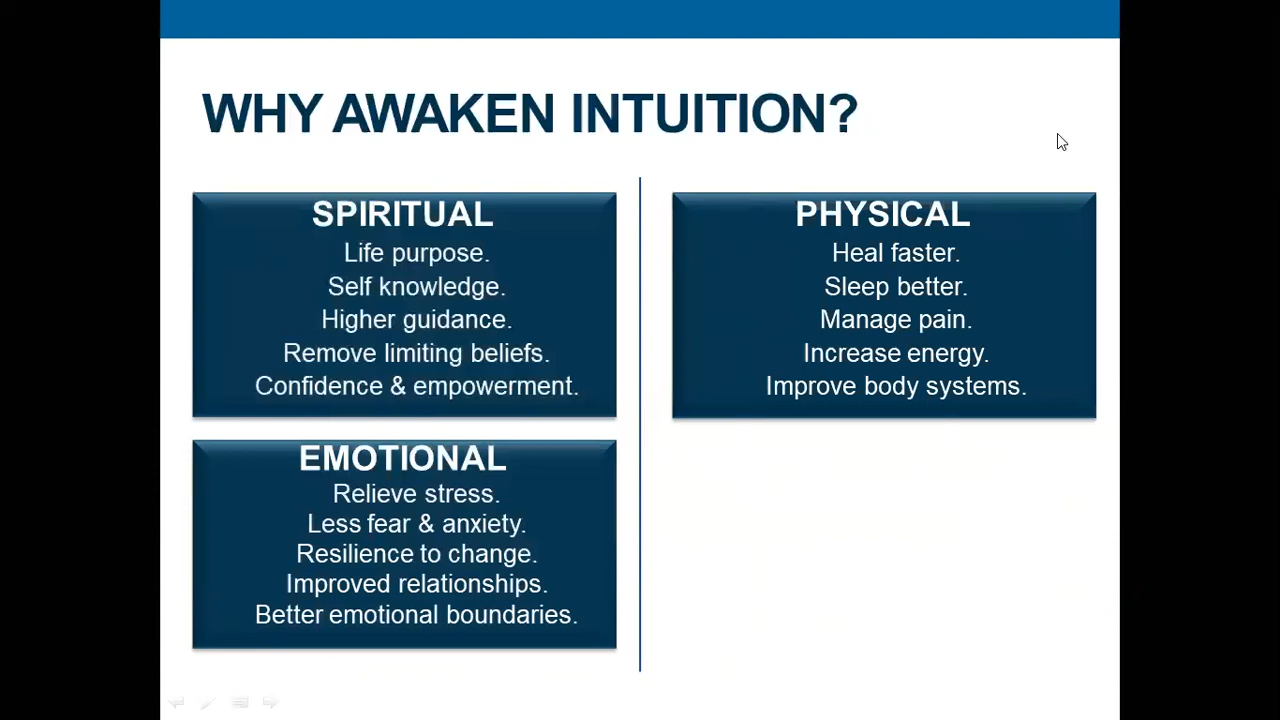 WHY AWAKEN INTUITION?
SPIRITUAL
Life purpose.
Self knowledge.
Higher guidance.
Remove limiting beliefs.
Confidence & empowerment.
EMOTIONAL
Relieve stress.
Less fear & anxiety.
Resilience to change.
Improved relationships.
Better emotional boundaries.
PHYSICAL
Heal faster.
Sleep better.
Manage pain.
Increase energy.
Improve body systems.